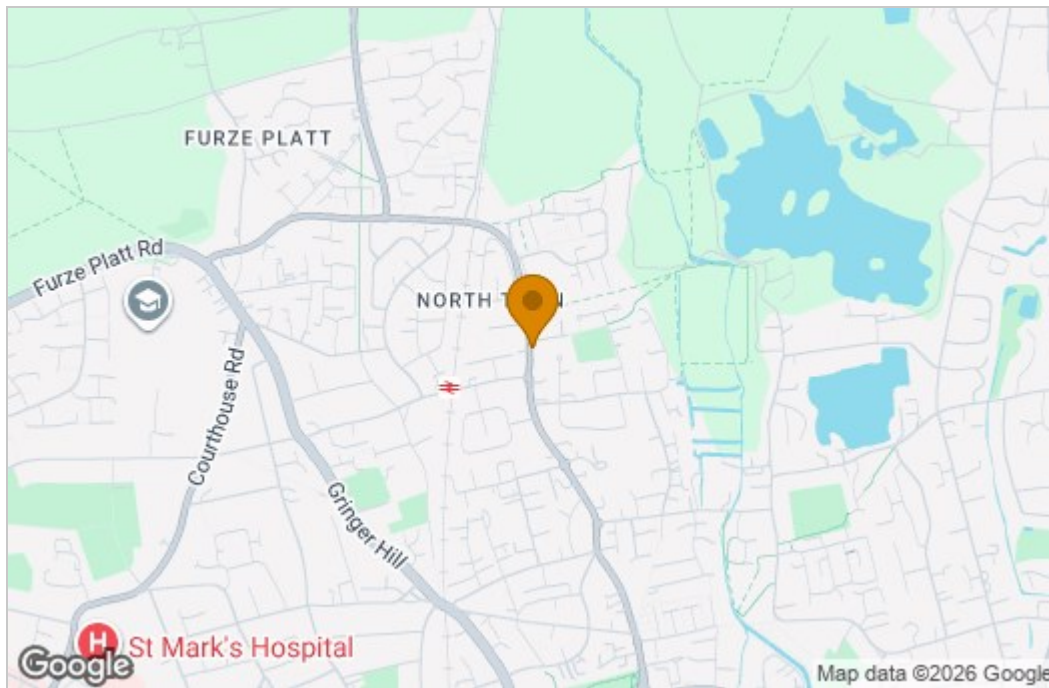 FURZE PLATT
Furze Platt Rd
NORTH T
N
Courthouse Rd
Gringer Hill
H
St Mark's Hospital
Google
Map data ©2026 Google